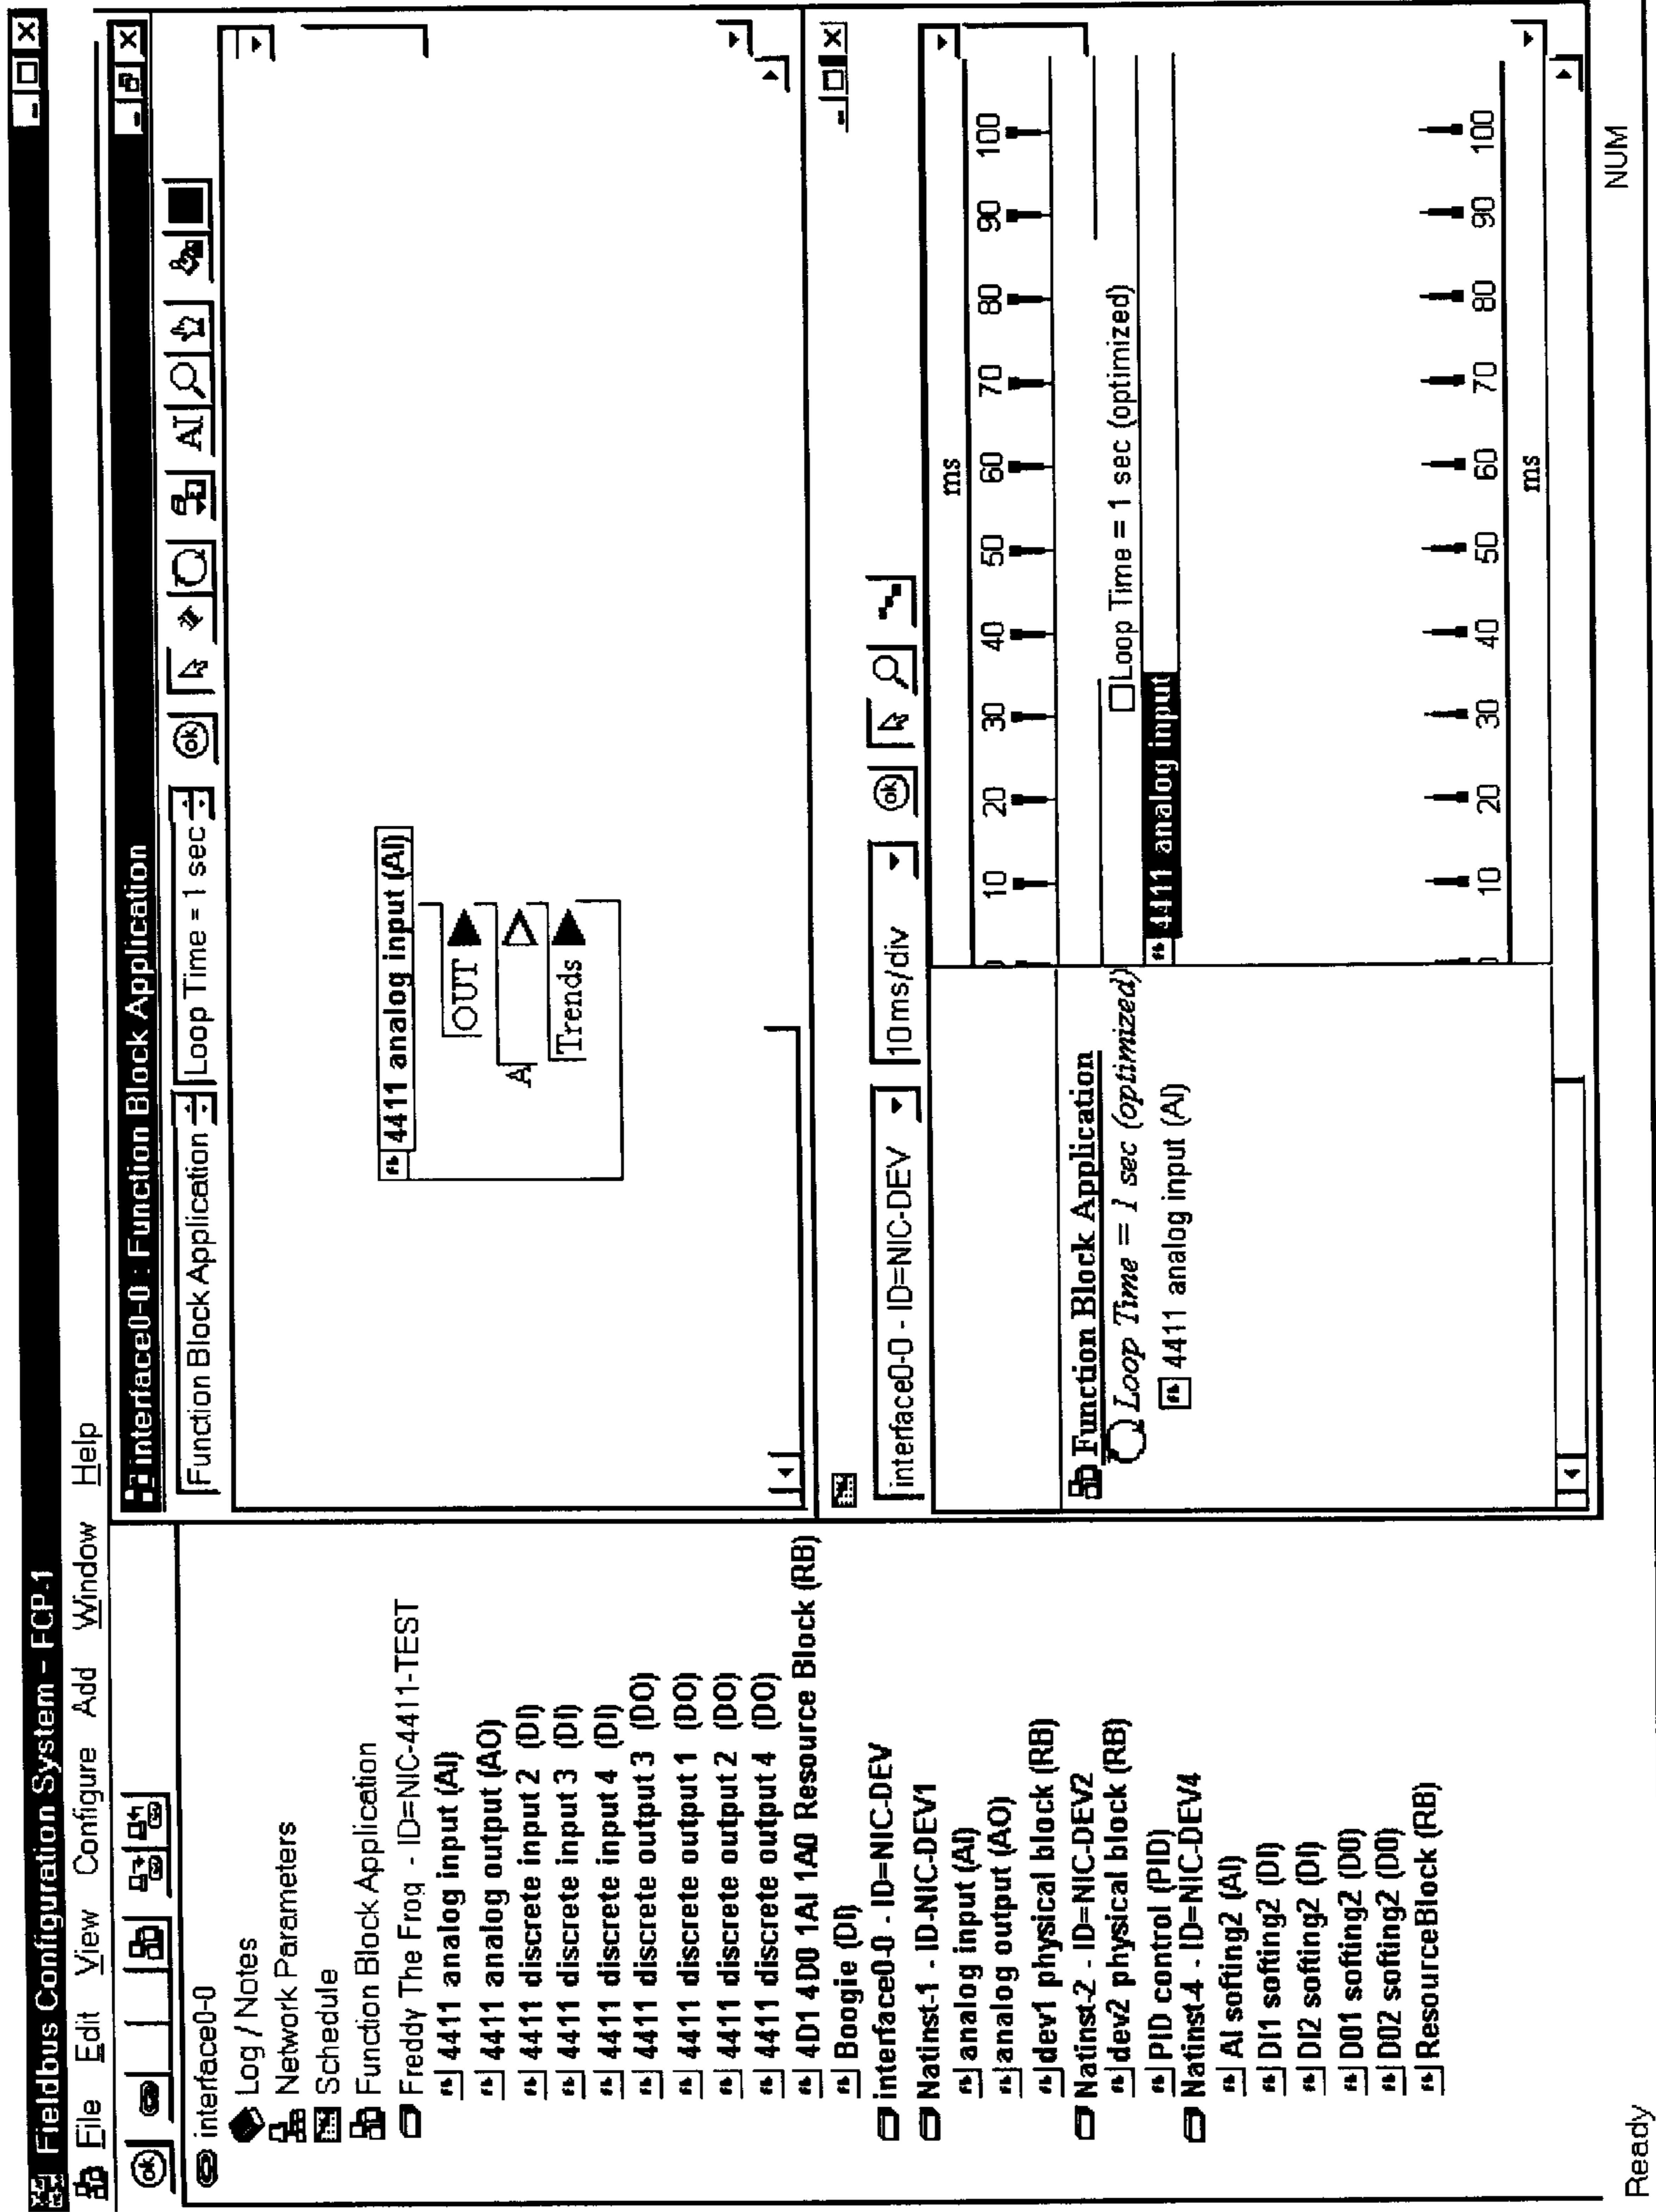 Fieldbus Configuration System - FCP-1
File Edit View Configure Add Window Help
ok
interface0-0
Log / Notes
Network Parameters
Schedule
Function Block Application
Freddy The Frog - ID=NIC-4411-TEST
4411 analog input (AI)
4411 analog output (AO)
4411 discrete input 2 (DI)
4411 discrete input 3 (DI)
4411 discrete input 4 (DI)
4411 discrete output 3 (DO)
4411 discrete output 1 (DO)
4411 discrete output 2 (DO)
4411 discrete output 4 (DO)
4D1 4D0 1AI 1A0 Resource Block (RB)
Boogie (DI)
interface0-0 - ID=NIC-DEV
Natinst-1 - ID-NIC-DEV1
analog input (AI)
analog output (AO)
dev1 physical block (RB)
Natinst-2 - ID=NIC-DEV2
dev2 physical block (RB)
PID control (PID)
Natinst-4 - ID=NIC-DEV4
AI softing2 (AI)
DI1 softing2 (DI)
DI2 softing2 (DI)
D01 softing2 (D0)
D02 softing2 (D0)
ResourceBlock (RB)
interface0-0 : Function Block Application
Function Block Application Loop Time = 1 sec ok AI
4411 analog input (AI)
OUT
A
Trends
interface0-0 - ID=NIC-DEV 10ms/div ok
ms
0 10 20 30 40 50 60 70 80 90 100
Function Block Application
Loop Time = 1 sec (optimized)
Loop Time = 1 sec (optimized)
4411 analog input (AI)
4411 analog input
0 10 20 30 40 50 60 70 80 90 100
ms
Ready NUM